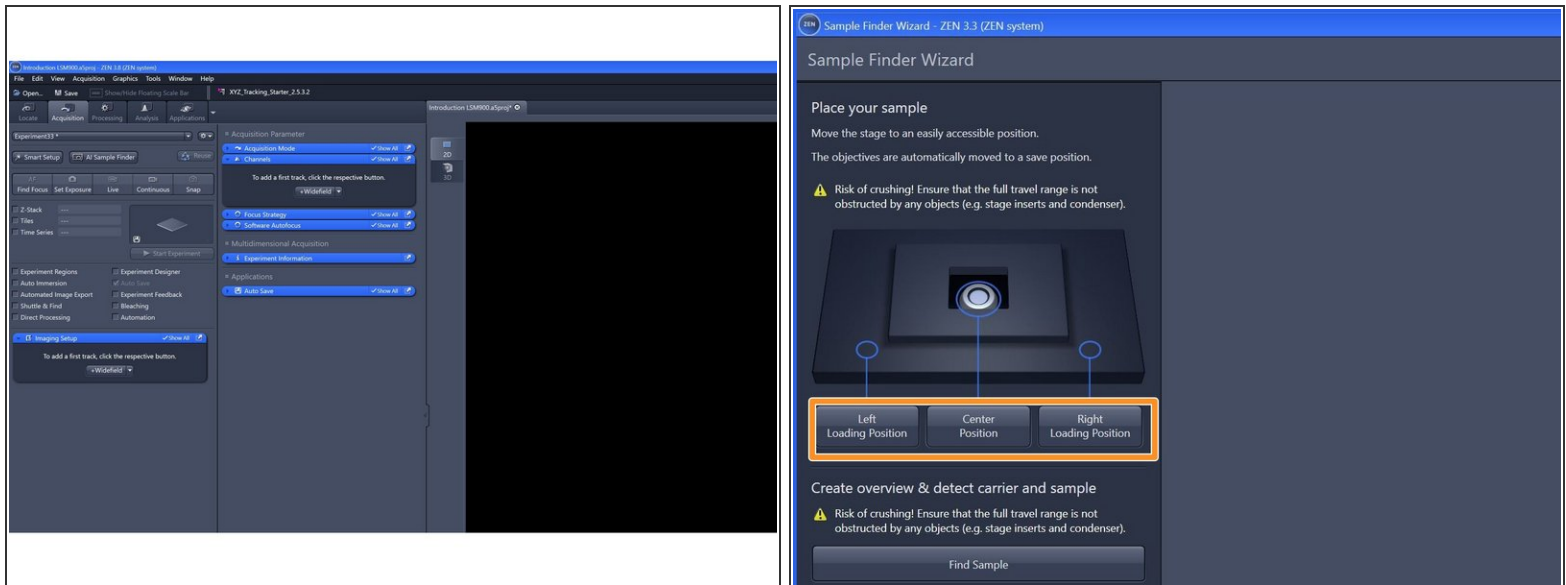 Introduction LSM900.a5proj - ZEN 3.8 (ZEN system)
File Edit View Acquisition Graphics Tools Window Help
Open... Save Show/Hide Floating Scale Bar XYZ_Tracking_Starter_2.5.3.2
Locate Acquisition Processing Analysis Applications
Introduction LSM900.a5proj*
Experiment33 *
Smart Setup AI Sample Finder Reuse
AF
Find Focus Set Exposure Live Continuous Snap
Z-Stack ---
Tiles ---
Time Series ---
Start Experiment
Experiment Regions Experiment Designer
Auto Immersion Auto Save
Automated Image Export Experiment Feedback
Shuttle & Find Bleaching
Direct Processing Automation
Imaging Setup Show All
To add a first track, click the respective button.
+Widefield
Acquisition Parameter
Acquisition Mode Show All
Channels Show All
To add a first track, click the respective button.
+Widefield
Focus Strategy Show All
Software Autofocus Show All
Multidimensional Acquisition
Experiment Information
Applications
Auto Save Show All
2D
3D
ZEN Sample Finder Wizard - ZEN 3.3 (ZEN system)
Sample Finder Wizard
Place your sample
Move the stage to an easily accessible position.
The objectives are automatically moved to a save position.
Risk of crushing! Ensure that the full travel range is not
obstructed by any objects (e.g. stage inserts and condenser).
Left
Loading Position
Center
Position
Right
Loading Position
Create overview & detect carrier and sample
Risk of crushing! Ensure that the full travel range is not
obstructed by any objects (e.g. stage inserts and condenser).
Find Sample